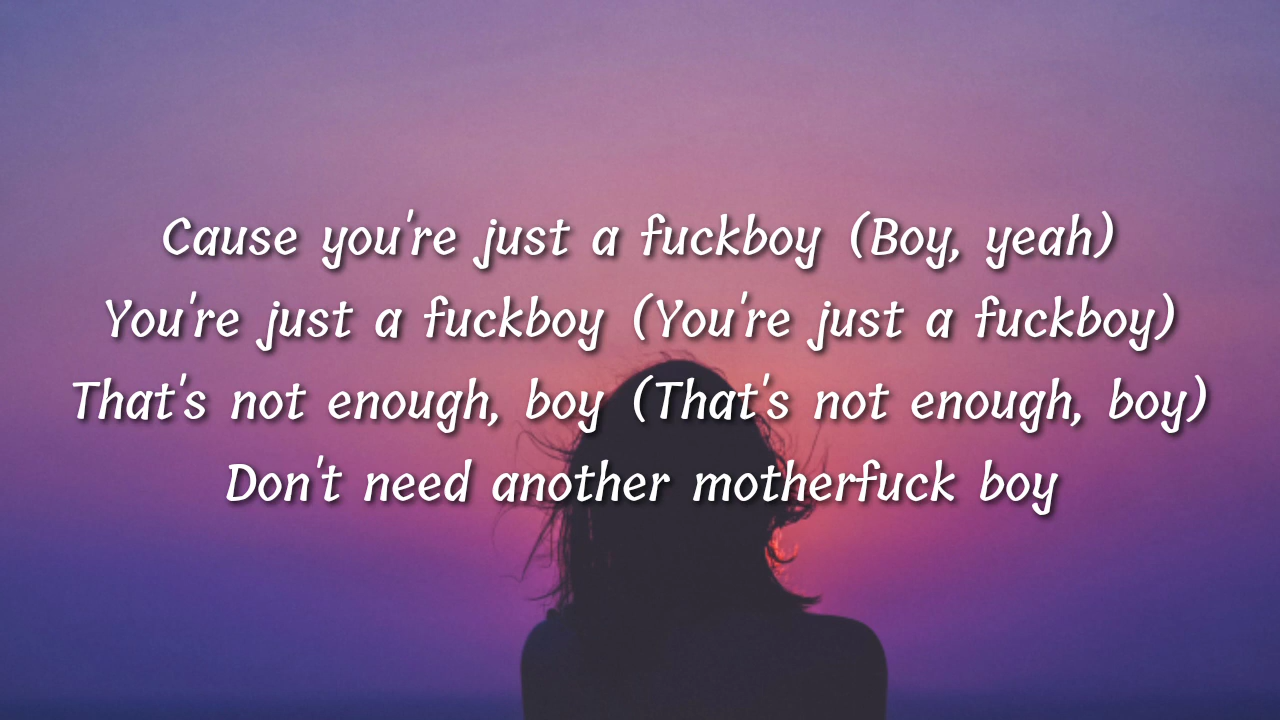 Cause you're just a fuckboy (Boy, yeah)
You're just a fuckboy (You're just a fuckboy)
That's not enough, boy (That's not enough, boy)
Don't need another motherfuck boy